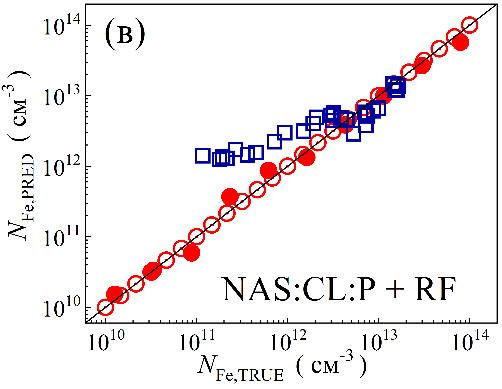 (в)
10^14
10^13
10^12
10^11
10^10
N_Fe,PRED ( см^-3 )
NAS:CL:P + RF
10^10 10^11 10^12 10^13 10^14
N_Fe,TRUE ( см^-3 )